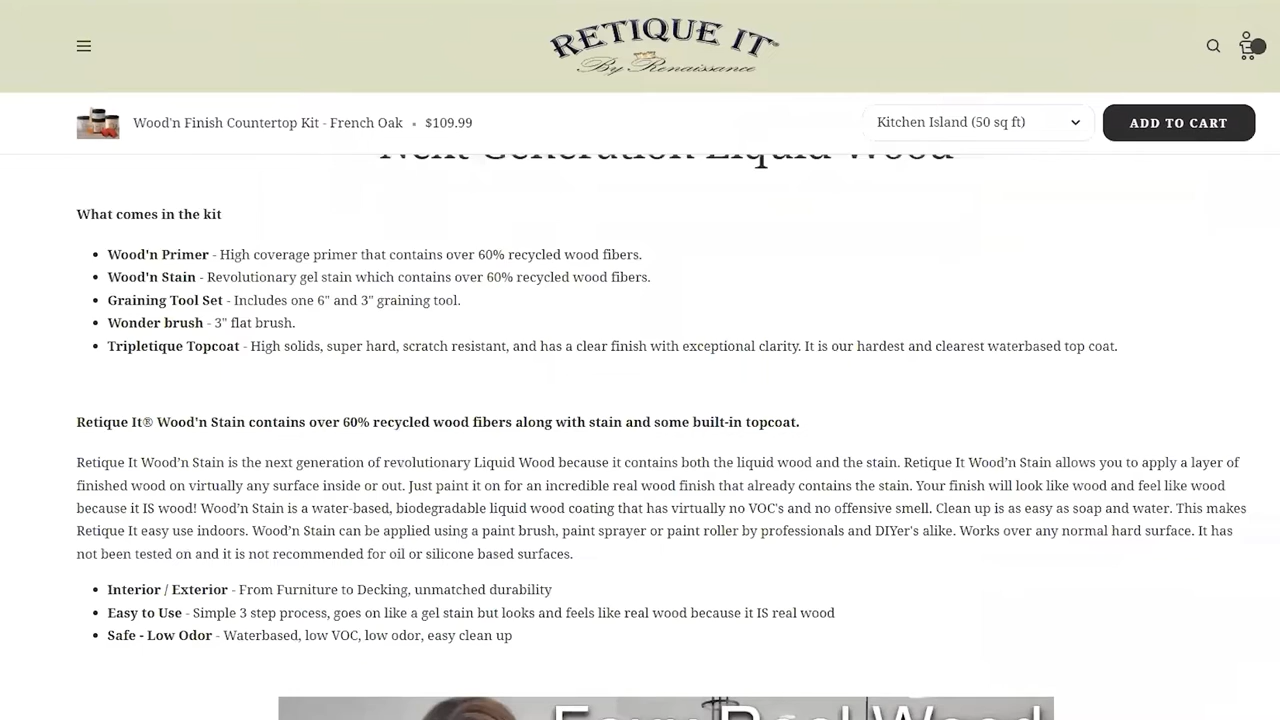 RETIQUE IT®
By Renaissance
Wood'n Finish Countertop Kit - French Oak • $109.99
Kitchen Island (50 sq ft)
ADD TO CART
Next Generation Liquid Wood
What comes in the kit
• Wood'n Primer - High coverage primer that contains over 60% recycled wood fibers.
• Wood'n Stain - Revolutionary gel stain which contains over 60% recycled wood fibers.
• Graining Tool Set - Includes one 6" and 3" graining tool.
• Wonder brush - 3" flat brush.
• Tripletique Topcoat - High solids, super hard, scratch resistant, and has a clear finish with exceptional clarity. It is our hardest and clearest waterbased top coat.
Retique It® Wood'n Stain contains over 60% recycled wood fibers along with stain and some built-in topcoat.
Retique It Wood’n Stain is the next generation of revolutionary Liquid Wood because it contains both the liquid wood and the stain. Retique It Wood’n Stain allows you to apply a layer of
finished wood on virtually any surface inside or out. Just paint it on for an incredible real wood finish that already contains the stain. Your finish will look like wood and feel like wood
because it IS wood! Wood’n Stain is a water-based, biodegradable liquid wood coating that has virtually no VOC's and no offensive smell. Clean up is as easy as soap and water. This makes
Retique It easy use indoors. Wood’n Stain can be applied using a paint brush, paint sprayer or paint roller by professionals and DIYer's alike. Works over any normal hard surface. It has
not been tested on and it is not recommended for oil or silicone based surfaces.
• Interior / Exterior - From Furniture to Decking, unmatched durability
• Easy to Use - Simple 3 step process, goes on like a gel stain but looks and feels like real wood because it IS real wood
• Safe - Low Odor - Waterbased, low VOC, low odor, easy clean up
Real Wood